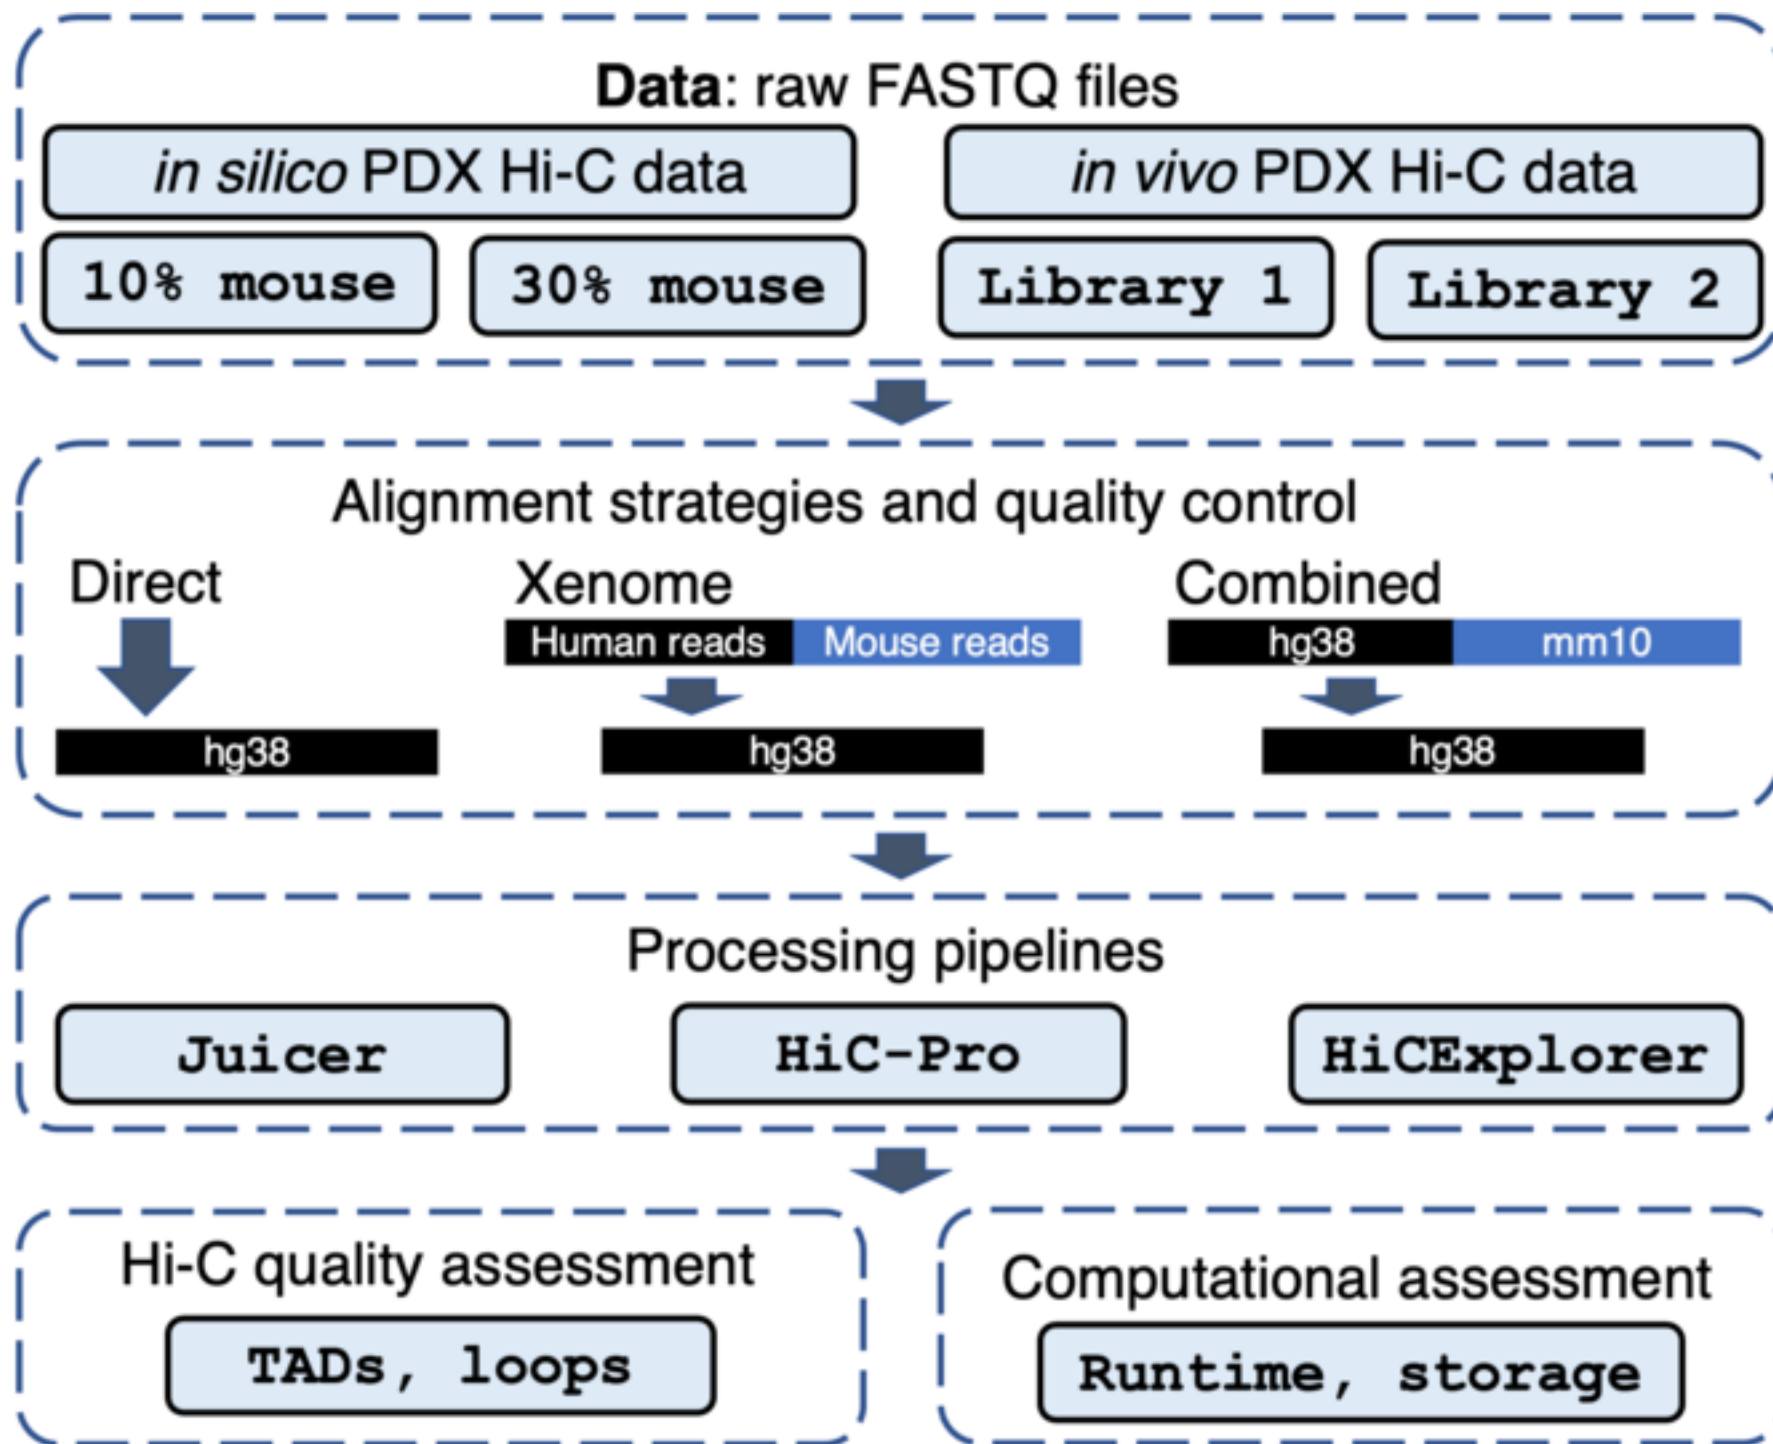 Data: raw FASTQ files
in silico PDX Hi-C data
in vivo PDX Hi-C data
10% mouse
30% mouse
Library 1
Library 2
Alignment strategies and quality control
Direct
Xenome
Combined
Human reads
Mouse reads
hg38
mm10
hg38
hg38
hg38
Processing pipelines
Juicer
HiC-Pro
HiCExplorer
Hi-C quality assessment
TADs, loops
Computational assessment
Runtime, storage